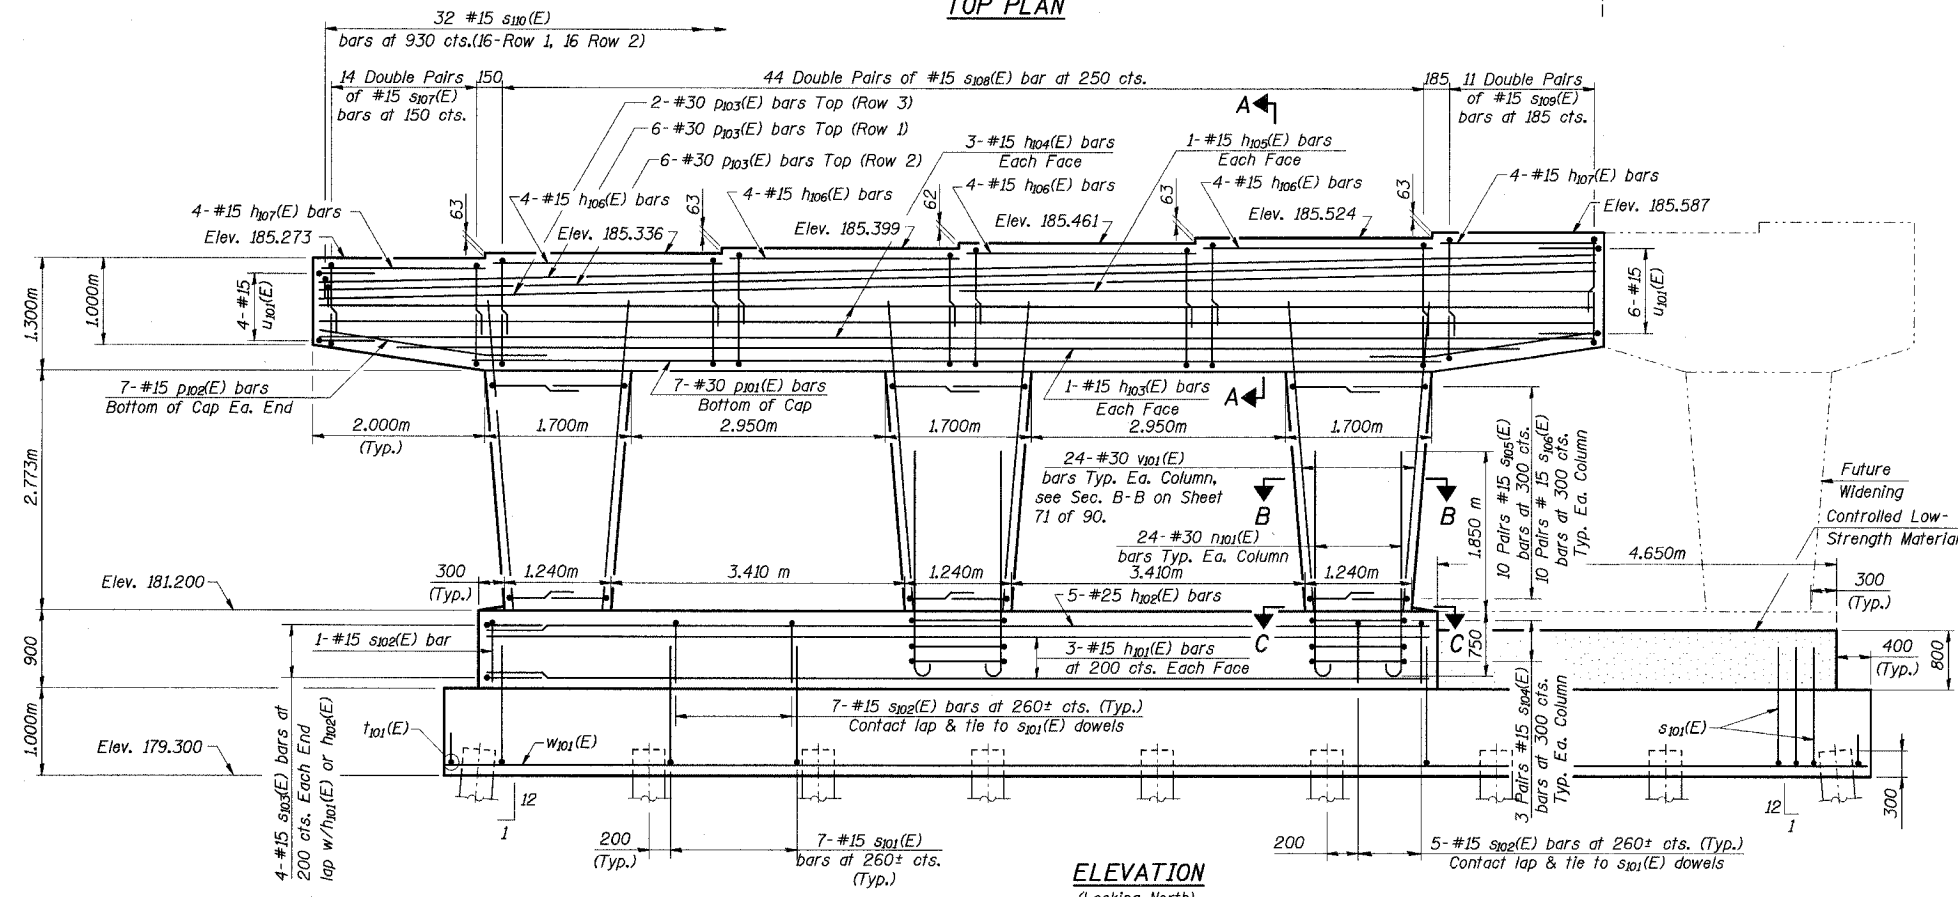 TOP PLAN
32 #15 s110(E)
bars at 930 cts.(16-Row 1, 16 Row 2)
14 Double Pairs
of #15 s107(E)
bars at 150 cts.
150
44 Double Pairs of #15 s108(E) bar at 250 cts.
185
11 Double Pairs
of #15 s109(E)
bars at 185 cts.
2-#30 p103(E) bars Top (Row 3)
6-#30 p103(E) bars Top (Row 1)
6-#30 p103(E) bars Top (Row 2)
A
3-#15 h104(E) bars
Each Face
1-#15 h105(E) bars
Each Face
4-#15 h107(E) bars
Elev. 185.273
63
4-#15 h106(E) bars
Elev. 185.336
63
4-#15 h106(E) bars
Elev. 185.399
62
4-#15 h106(E) bars
Elev. 185.461
63
4-#15 h106(E) bars
Elev. 185.524
63
4-#15 h107(E) bars
Elev. 185.587
1.300m
1.000m
4-#15
u101(E)
6-#15
u101(E)
7-#15 p102(E) bars
Bottom of Cap Ea. End
7-#30 p101(E) bars
Bottom of Cap
1-#15 h103(E) bars
Each Face
A
2.000m
(Typ.)
1.700m
2.950m
1.700m
2.950m
1.700m
2.773m
24-#30 v101(E)
bars Typ. Ea. Column,
see Sec. B-B on Sheet
71 of 90.
B
B
24-#30 n101(E)
bars Typ. Ea. Column
1.850 m
10 Pairs #15 s105(E)
bars at 300 cts.
10 Pairs # 15 s106(E)
bars at 300 cts.
Typ. Ea. Column
Future
Widening
Controlled Low-
Strength Material
4.650m
300
(Typ.)
Elev. 181.200
300
(Typ.)
1.240m
3.410 m
1.240m
3.410m
1.240m
5-#25 h102(E) bars
C
C
750
900
1-#15 s102(E) bar
3-#15 h101(E) bars
at 200 cts. Each Face
400
(Typ.)
800
7-#15 s102(E) bars at 260± cts. (Typ.)
Contact lap & tie to s101(E) dowels
3 Pairs #15 s104(E)
bars at 300 cts.
Typ. Ea. Column
1.000m
t101(E)
w101(E)
s101(E)
Elev. 179.300
4-#15 s103(E) bars at
200 cts. Each End
lap w/h101(E) or h102(E)
12
1
12
1
300
200
(Typ.)
7-#15 s101(E)
bars at 260± cts.
(Typ.)
200
5-#15 s102(E) bars at 260± cts. (Typ.)
Contact lap & tie to s101(E) dowels
ELEVATION
(Looking North)